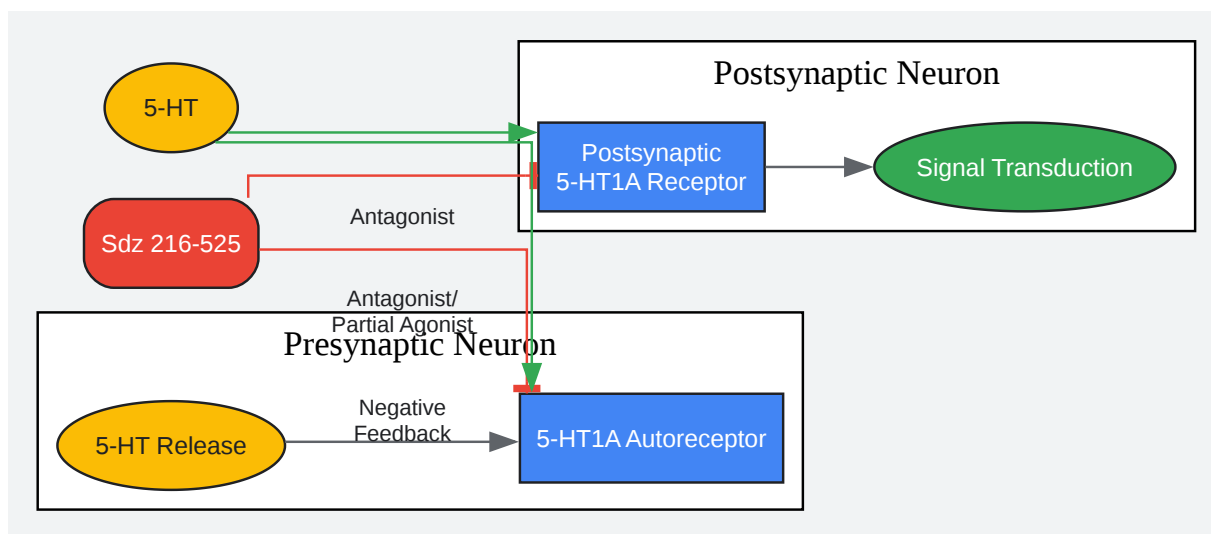 Postsynaptic Neuron
5-HT
Postsynaptic
5-HT1A Receptor
Signal Transduction
Antagonist
Sdz 216-525
Antagonist/
Partial Agonist
Presynaptic Neuron
Negative
Feedback
5-HT Release
5-HT1A Autoreceptor